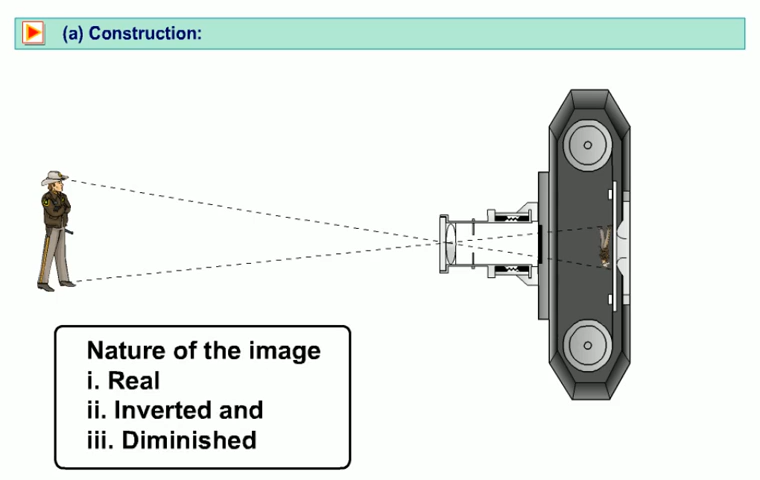 (a) Construction:
Nature of the image
i. Real
ii. Inverted and
iii. Diminished